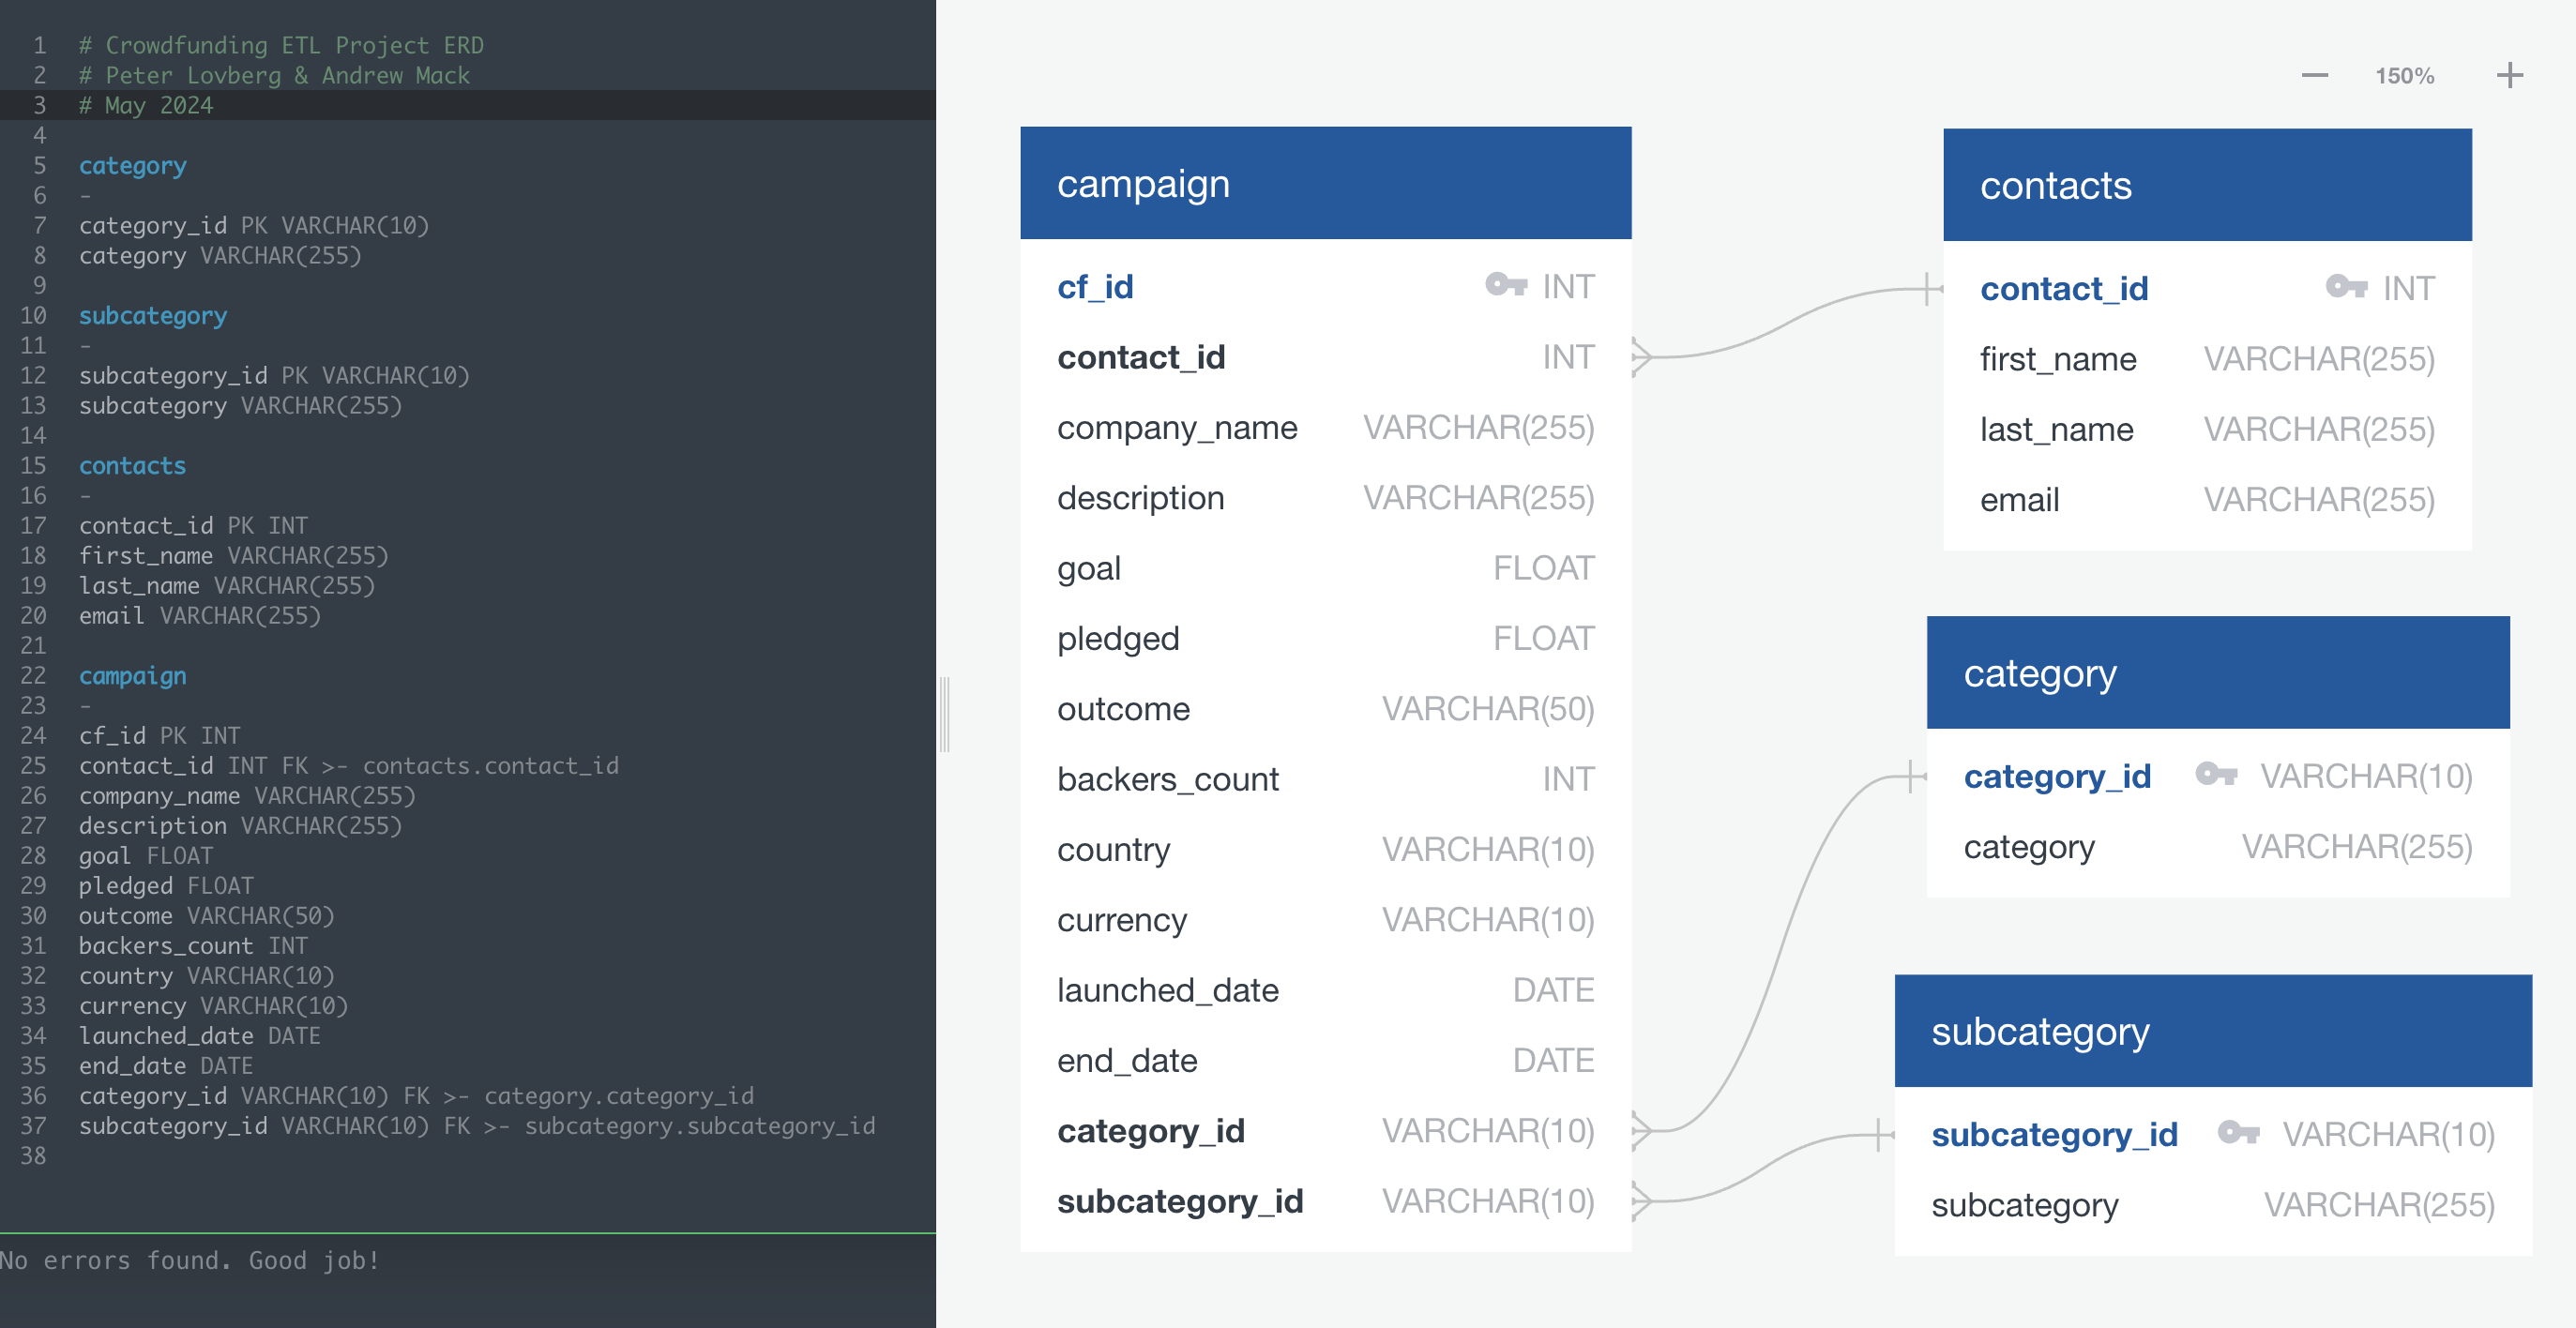 1 # Crowdfunding ETL Project ERD
2 # Peter Lovberg & Andrew Mack
3 # May 2024
4
5 category
6 -
7 category_id PK VARCHAR(10)
8 category VARCHAR(255)
9
10 subcategory
11 -
12 subcategory_id PK VARCHAR(10)
13 subcategory VARCHAR(255)
14
15 contacts
16 -
17 contact_id PK INT
18 first_name VARCHAR(255)
19 last_name VARCHAR(255)
20 email VARCHAR(255)
21
22 campaign
23 -
24 cf_id PK INT
25 contact_id INT FK >- contacts.contact_id
26 company_name VARCHAR(255)
27 description VARCHAR(255)
28 goal FLOAT
29 pledged FLOAT
30 outcome VARCHAR(50)
31 backers_count INT
32 country VARCHAR(10)
33 currency VARCHAR(10)
34 launched_date DATE
35 end_date DATE
36 category_id VARCHAR(10) FK >- category.category_id
37 subcategory_id VARCHAR(10) FK >- subcategory.subcategory_id
38
No errors found. Good job!
150%
campaign
cf_id INT
contact_id INT
company_name VARCHAR(255)
description VARCHAR(255)
goal FLOAT
pledged FLOAT
outcome VARCHAR(50)
backers_count INT
country VARCHAR(10)
currency VARCHAR(10)
launched_date DATE
end_date DATE
category_id VARCHAR(10)
subcategory_id VARCHAR(10)
contacts
contact_id INT
first_name VARCHAR(255)
last_name VARCHAR(255)
email VARCHAR(255)
category
category_id VARCHAR(10)
category VARCHAR(255)
subcategory
subcategory_id VARCHAR(10)
subcategory VARCHAR(255)